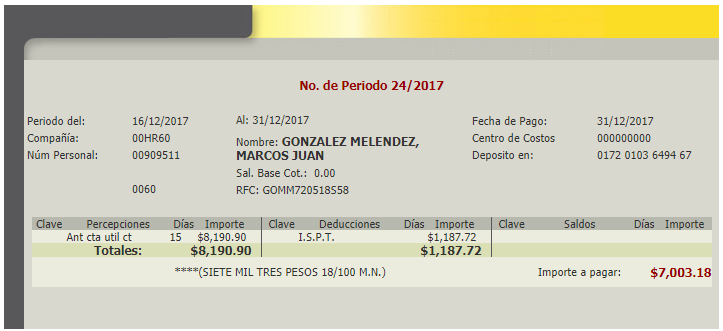 No. de Periodo 24/2017
Periodo del: 16/12/2017 Al: 31/12/2017 Fecha de Pago: 31/12/2017
Compañía: 00HR60 Nombre: GONZALEZ MELENDEZ, Centro de Costos 000000000
Núm Personal: 00909511 MARCOS JUAN Deposito en: 0172 0103 6494 67
Sal. Base Cot.: 0.00
0060 RFC: GOMM720518S58
Clave Percepciones Días Importe Clave Deducciones Días Importe Clave Saldos Días Importe
Ant cta util ct 15 $8,190.90 I.S.P.T. $1,187.72
Totales: $8,190.90 $1,187.72
****(SIETE MIL TRES PESOS 18/100 M.N.) Importe a pagar: $7,003.18